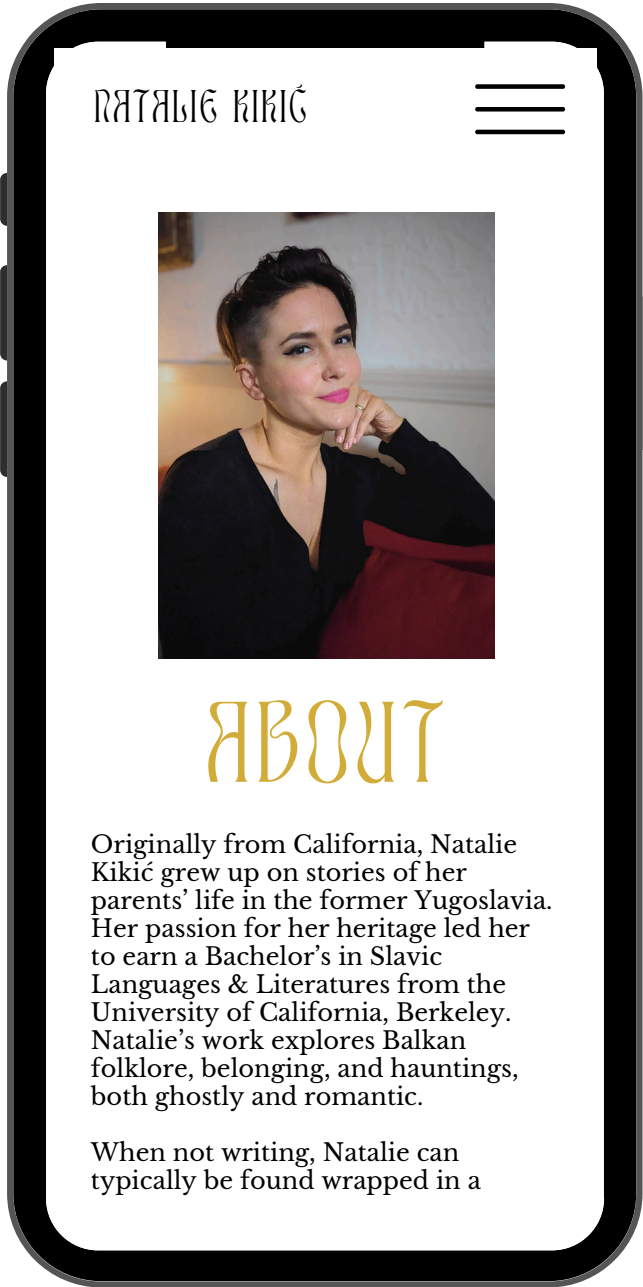 NATALIE KIKIĆ
ABOUT
Originally from California, Natalie
Kikić grew up on stories of her
parents’ life in the former Yugoslavia.
Her passion for her heritage led her
to earn a Bachelor’s in Slavic
Languages & Literatures from the
University of California, Berkeley.
Natalie’s work explores Balkan
folklore, belonging, and hauntings,
both ghostly and romantic.
When not writing, Natalie can
typically be found wrapped in a